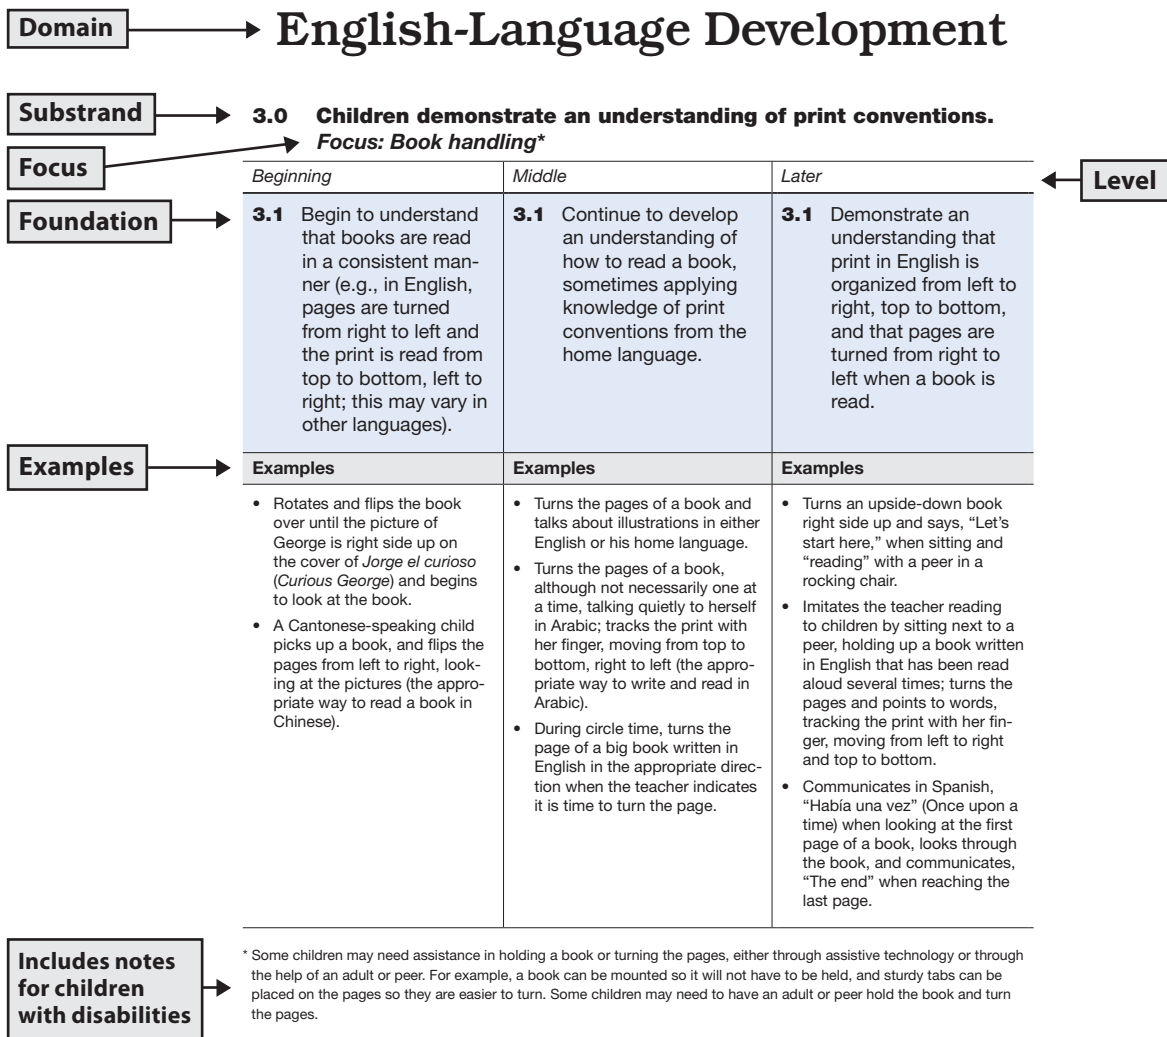 Domain
English-Language Development
Substrand
3.0 Children demonstrate an understanding of print conventions.
Focus: Book handling*
Focus
Level
Beginning
Middle
Later
Foundation
3.1 Begin to understand
that books are read
in a consistent man-
ner (e.g., in English,
pages are turned
from right to left and
the print is read from
top to bottom, left to
right; this may vary in
other languages).
3.1 Continue to develop
an understanding of
how to read a book,
sometimes applying
knowledge of print
conventions from the
home language.
3.1 Demonstrate an
understanding that
print in English is
organized from left to
right, top to bottom,
and that pages are
turned from right to
left when a book is
read.
Examples
Examples
Examples
Examples
• Rotates and flips the book
over until the picture of
George is right side up on
the cover of Jorge el curioso
(Curious George) and begins
to look at the book.
• A Cantonese-speaking child
picks up a book, and flips the
pages from left to right, look-
ing at the pictures (the appro-
priate way to read a book in
Chinese).
• Turns the pages of a book and
talks about illustrations in either
English or his home language.
• Turns the pages of a book,
although not necessarily one at
a time, talking quietly to herself
in Arabic; tracks the print with
her finger, moving from top to
bottom, right to left (the appro-
priate way to write and read in
Arabic).
• During circle time, turns the
page of a big book written in
English in the appropriate direc-
tion when the teacher indicates
it is time to turn the page.
• Turns an upside-down book
right side up and says, “Let’s
start here,” when sitting and
“reading” with a peer in a
rocking chair.
• Imitates the teacher reading
to children by sitting next to a
peer, holding up a book written
in English that has been read
aloud several times; turns the
pages and points to words,
tracking the print with her fin-
ger, moving from left to right
and top to bottom.
• Communicates in Spanish,
“Había una vez” (Once upon a
time) when looking at the first
page of a book, looks through
the book, and communicates,
“The end” when reaching the
last page.
Includes notes
for children
with disabilities
* Some children may need assistance in holding a book or turning the pages, either through assistive technology or through
the help of an adult or peer. For example, a book can be mounted so it will not have to be held, and sturdy tabs can be
placed on the pages so they are easier to turn. Some children may need to have an adult or peer hold the book and turn
the pages.